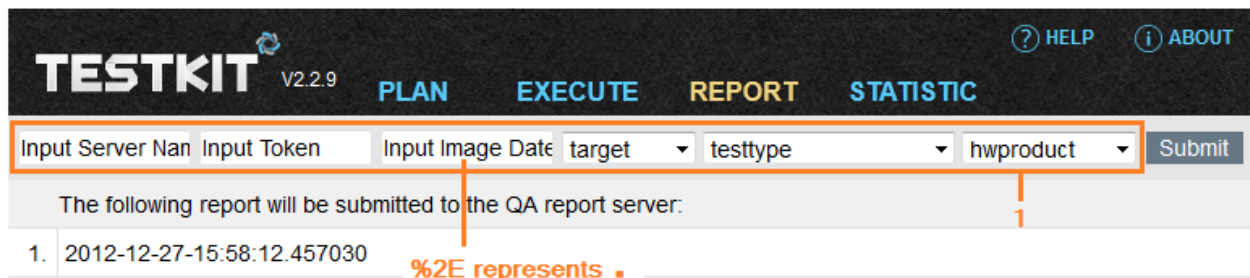 ? HELP i ABOUT
TESTKIT V2.2.9 PLAN EXECUTE REPORT STATISTIC
Input Server Nan Input Token Input Image Date target testtype hwproduct Submit
The following report will be submitted to the QA report server:
1
1. 2012-12-27-15:58:12.457030
%2E represents .